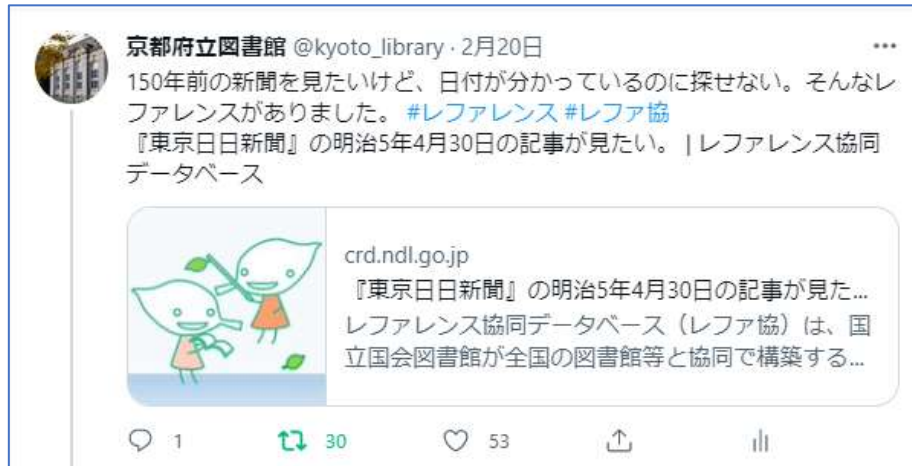 京都府立図書館 @kyoto_library · 2月20日
150年前の新聞を見たいけど、日付が分かっているのに探せない。そんなレ
ファレンスがありました。 #レファレンス #レファ協
『東京日日新聞』の明治5年4月30日の記事が見たい。 | レファレンス協同
データベース
crd.ndl.go.jp
『東京日日新聞』の明治5年4月30日の記事が見た...
レファレンス協同データベース（レファ協）は、国
立国会図書館が全国の図書館等と協同で構築する...
1 30 53